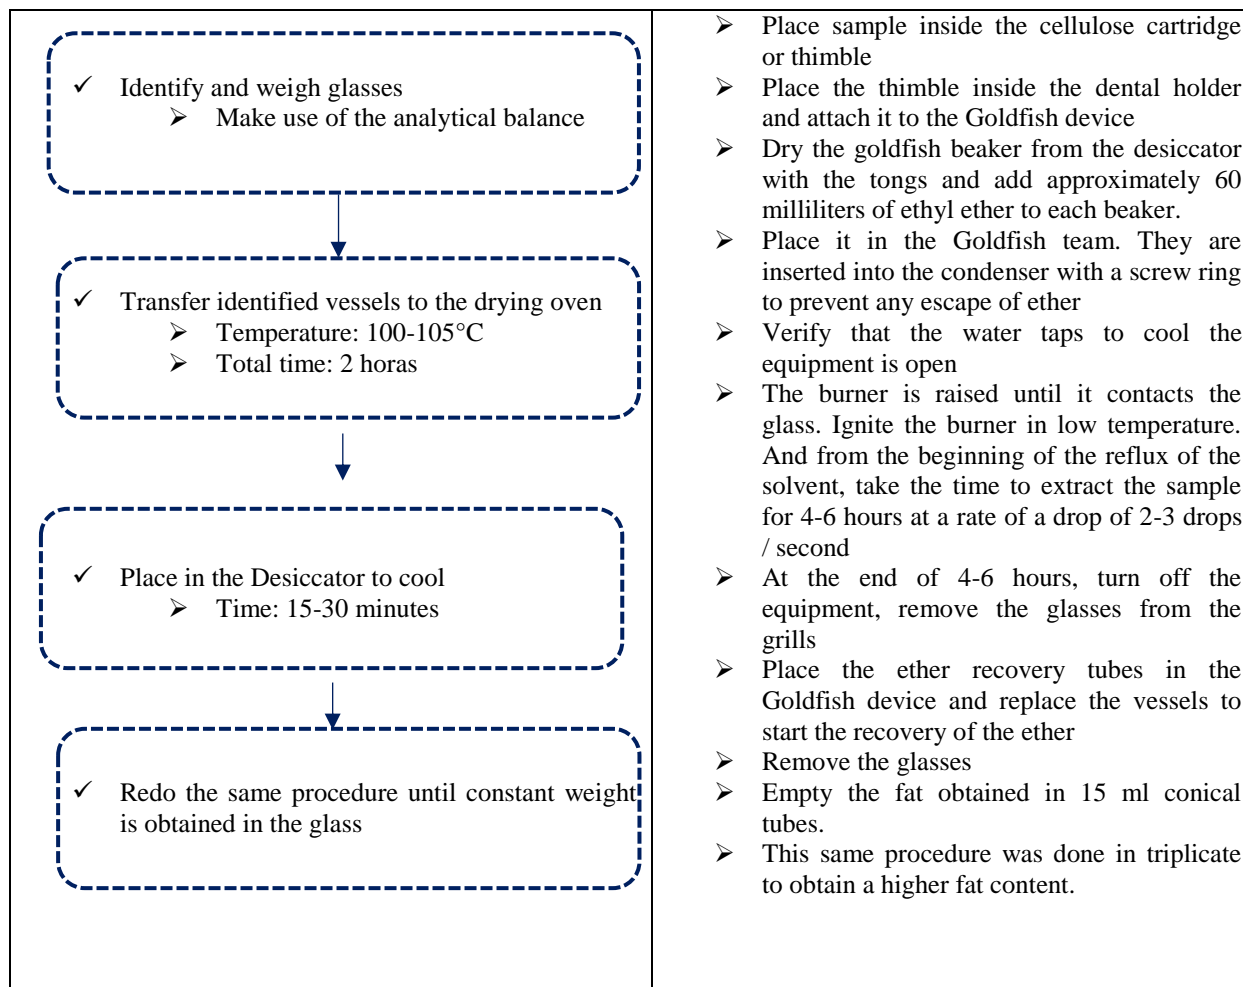 ✓ Identify and weigh glasses
➢ Make use of the analytical balance
✓ Transfer identified vessels to the drying oven
➢ Temperature: 100-105°C
➢ Total time: 2 horas
✓ Place in the Desiccator to cool
➢ Time: 15-30 minutes
✓ Redo the same procedure until constant weight
is obtained in the glass
➢ Place sample inside the cellulose cartridge
or thimble
➢ Place the thimble inside the dental holder
and attach it to the Goldfish device
➢ Dry the goldfish beaker from the desiccator
with the tongs and add approximately 60
milliliters of ethyl ether to each beaker.
➢ Place it in the Goldfish team. They are
inserted into the condenser with a screw ring
to prevent any escape of ether
➢ Verify that the water taps to cool the
equipment is open
➢ The burner is raised until it contacts the
glass. Ignite the burner in low temperature.
And from the beginning of the reflux of the
solvent, take the time to extract the sample
for 4-6 hours at a rate of a drop of 2-3 drops
/ second
➢ At the end of 4-6 hours, turn off the
equipment, remove the glasses from the
grills
➢ Place the ether recovery tubes in the
Goldfish device and replace the vessels to
start the recovery of the ether
➢ Remove the glasses
➢ Empty the fat obtained in 15 ml conical
tubes.
➢ This same procedure was done in triplicate
to obtain a higher fat content.